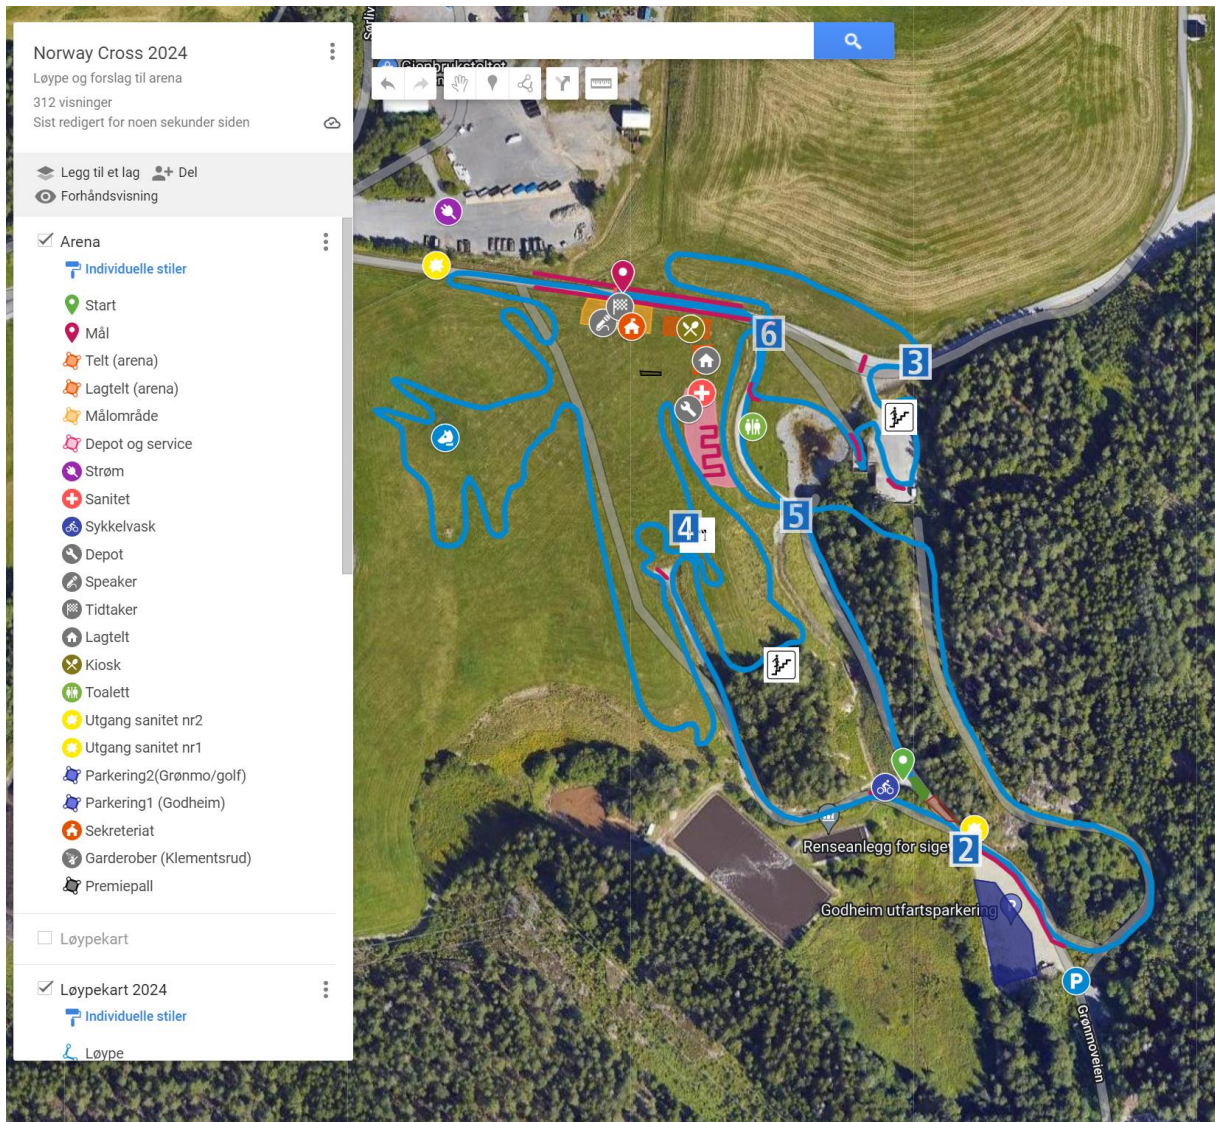 Norway Cross 2024
Løype og forslag til arena
312 visninger
Sist redigert for noen sekunder siden
Legg til et lag
Del
Forhåndsvisning
Arena
Individuelle stiler
Start
Mål
Telt (arena)
Lagtelt (arena)
Målområde
Depot og service
Strøm
Sanitet
Sykkelvask
Depot
Speaker
Tidtaker
Lagtelt
Kiosk
Toalett
Utgang sanitet nr2
Utgang sanitet nr1
Parkering2(Grønmo/golf)
Parkering1 (Godheim)
Sekreteriat
Garderober (Klementsrud)
Premiepall
Løypekart
Løypekart 2024
Individuelle stiler
Løype
6
3
4
5
2
Renseanlegg for sige
Godheim utfartsparkering
P
P
Grønmoveien